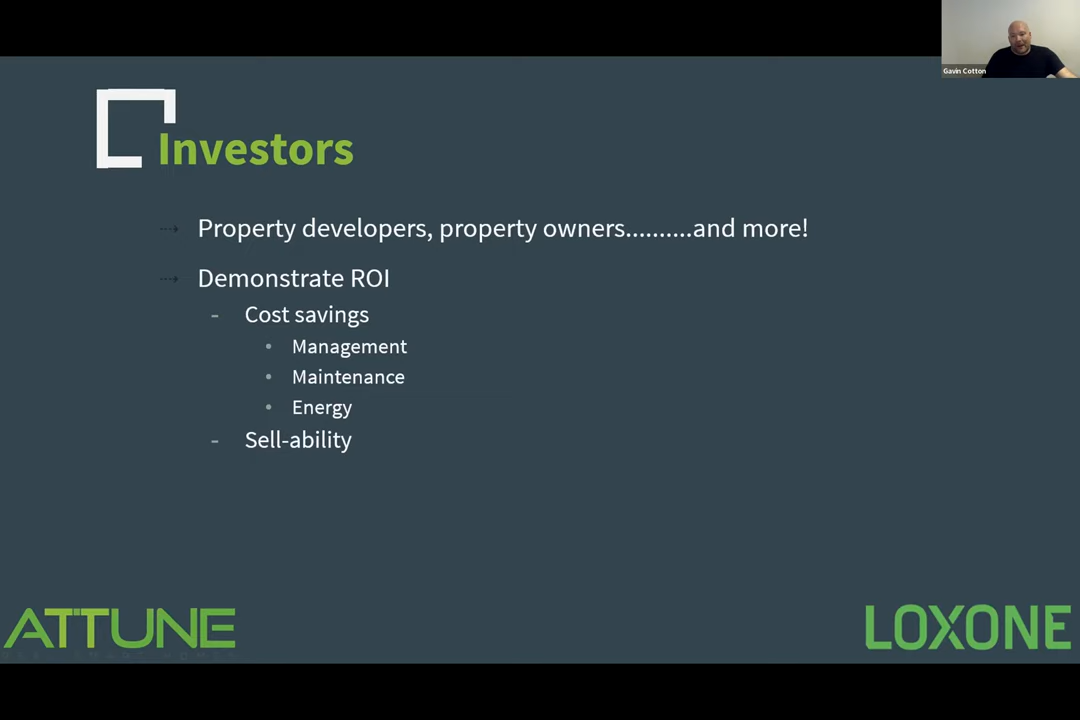 Gavin Cotton
Investors
Property developers, property owners..........and more!
Demonstrate ROI
- Cost savings
• Management
• Maintenance
• Energy
- Sell-ability
ATTUNE
LOXONE